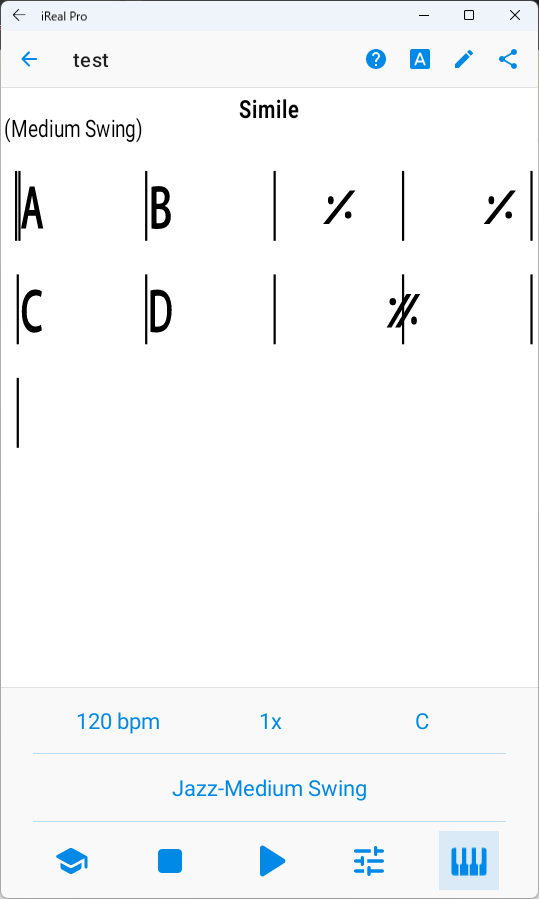 iReal Pro
test
Simile
(Medium Swing)
A B 𝄎 𝄎
C D 𝄏
120 bpm 1x C
Jazz-Medium Swing